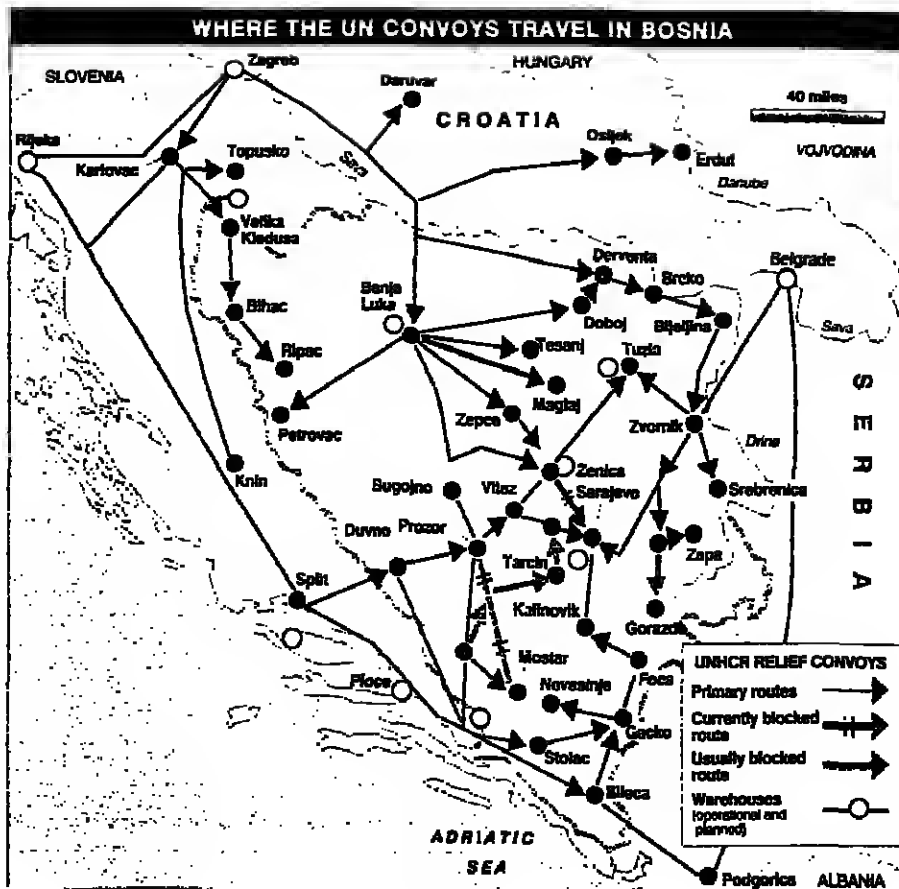 WHERE THE UN CONVOYS TRAVEL IN BOSNIA
SLOVENIA
Zagreb
HUNGARY
Daruvar
40 miles
CROATIA
Rijeka
Karlovac
Topusko
Sava
Osijek
Erdut
VOJVODINA
Danube
Velika
Kledusa
Banja
Luka
Derventa
Brcko
Belgrade
Bihac
Doboj
Bijeljina
Sava
Ripac
Tesanj
Tuzla
Maglaj
Petrovac
Zepce
Zvornik
Drina
SERBIA
Knin
Bugojno
Vitez
Zenica
Sarajevo
Srebrenica
Duvno
Prozor
Tarcin
Zepa
Split
Kalinovik
Gorazde
Mostar
Foca
Ploce
Nevesinje
Gacko
Stolac
Bileca
UNHCR RELIEF CONVOYS
Primary routes
Currently blocked
route
Usually blocked
route
Warehouses
(operational and
planned)
ADRIATIC
SEA
Podgorica
ALBANIA